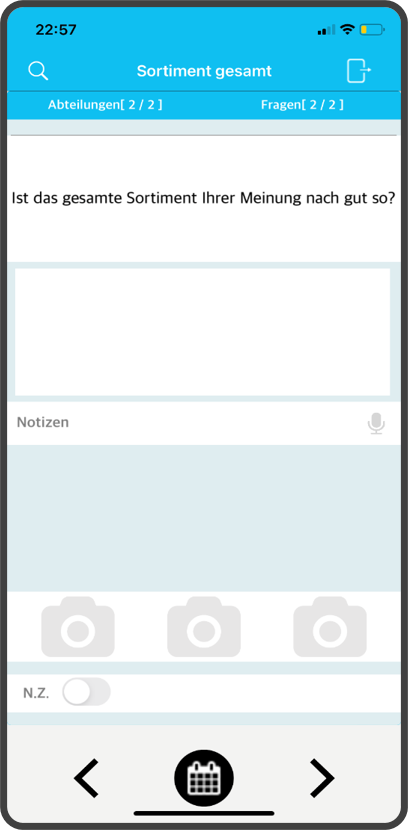 22:57
Sortiment gesamt
Abteilungen[ 2 / 2 ] Fragen[ 2 / 2 ]
Ist das gesamte Sortiment Ihrer Meinung nach gut so?
Notizen
N.Z.